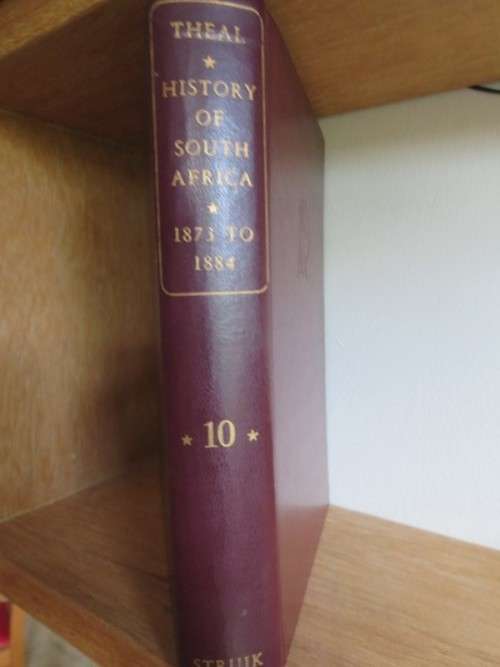 THEAL
★
HISTORY
OF
SOUTH
AFRICA
★
1873 TO
1884
★ 10 ★
STRUIK